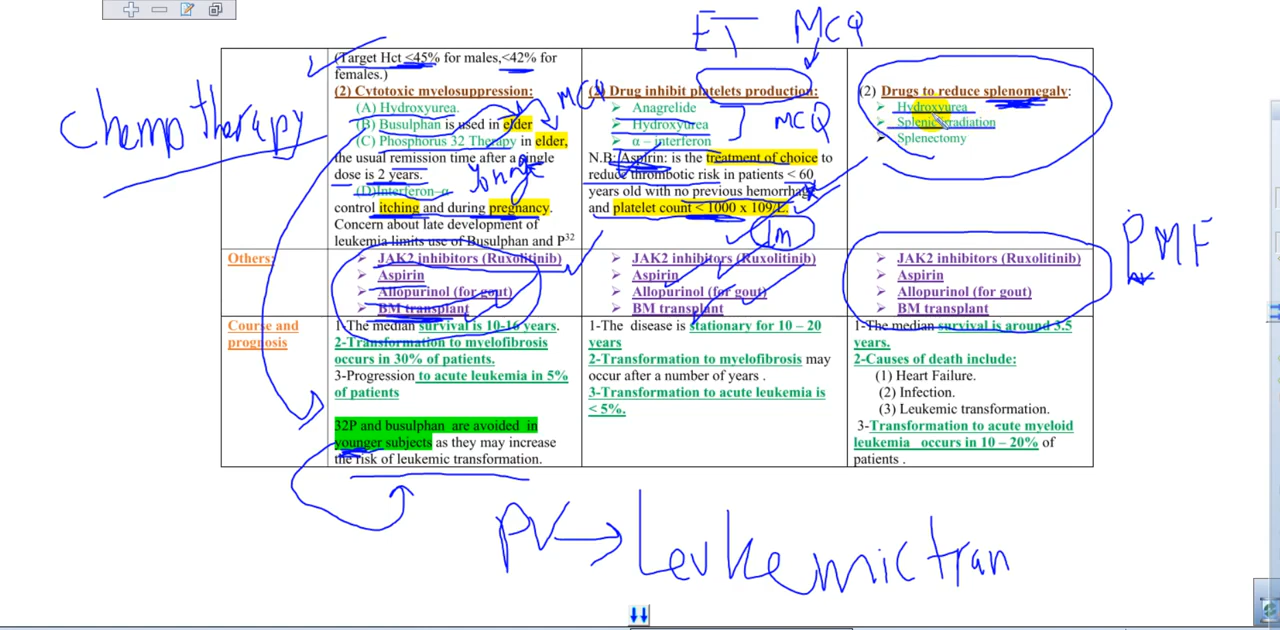 ET
MCQ
(Target Hct <45% for males,<42% for
females.)
(2) Cytotoxic myelosuppression:
(A) Hydroxyurea.
(B) Busulphan is used in elder
(C) Phosphorus 32 Therapy in elder,
the usual remission time after a single
dose is 2 years.
(D)Interferon-α
control itching and during pregnancy.
Concern about late development of
leukemia limits use of Busulphan and P32
MCQ
Chemptherapy
Drug inhibit platelets production:
Anagrelide
Hydroxyurea
α – interferon
MCQ
N.B: Aspirin: is the treatment of choice to
reduce thrombotic risk in patients < 60
years old with no previous hemorrhage
and platelet count < 1000 x 109/L.
1m
(2) Drugs to reduce splenomegaly:
Hydroxyurea
Splenic irradiation
Splenectomy
PMF
Others:
JAK2 inhibitors (Ruxolitinib)
Aspirin
Allopurinol (for gout)
BM transplant
JAK2 inhibitors (Ruxolitinib)
Aspirin
Allopurinol (for gout)
BM transplant
JAK2 inhibitors (Ruxolitinib)
Aspirin
Allopurinol (for gout)
BM transplant
Course and
prognosis
1-The median survival is 10-16 years.
2-Transformation to myelofibrosis
occurs in 30% of patients.
3-Progression to acute leukemia in 5%
of patients
32P and busulphan are avoided in
younger subjects as they may increase
the risk of leukemic transformation.
1-The disease is stationary for 10 – 20
years
2-Transformation to myelofibrosis may
occur after a number of years .
3-Transformation to acute leukemia is
< 5%.
1-The median survival is around 3.5
years.
2-Causes of death include:
(1) Heart Failure.
(2) Infection.
(3) Leukemic transformation.
3-Transformation to acute myeloid
leukemia occurs in 10 – 20% of
patients .
PV → Leukemic tran